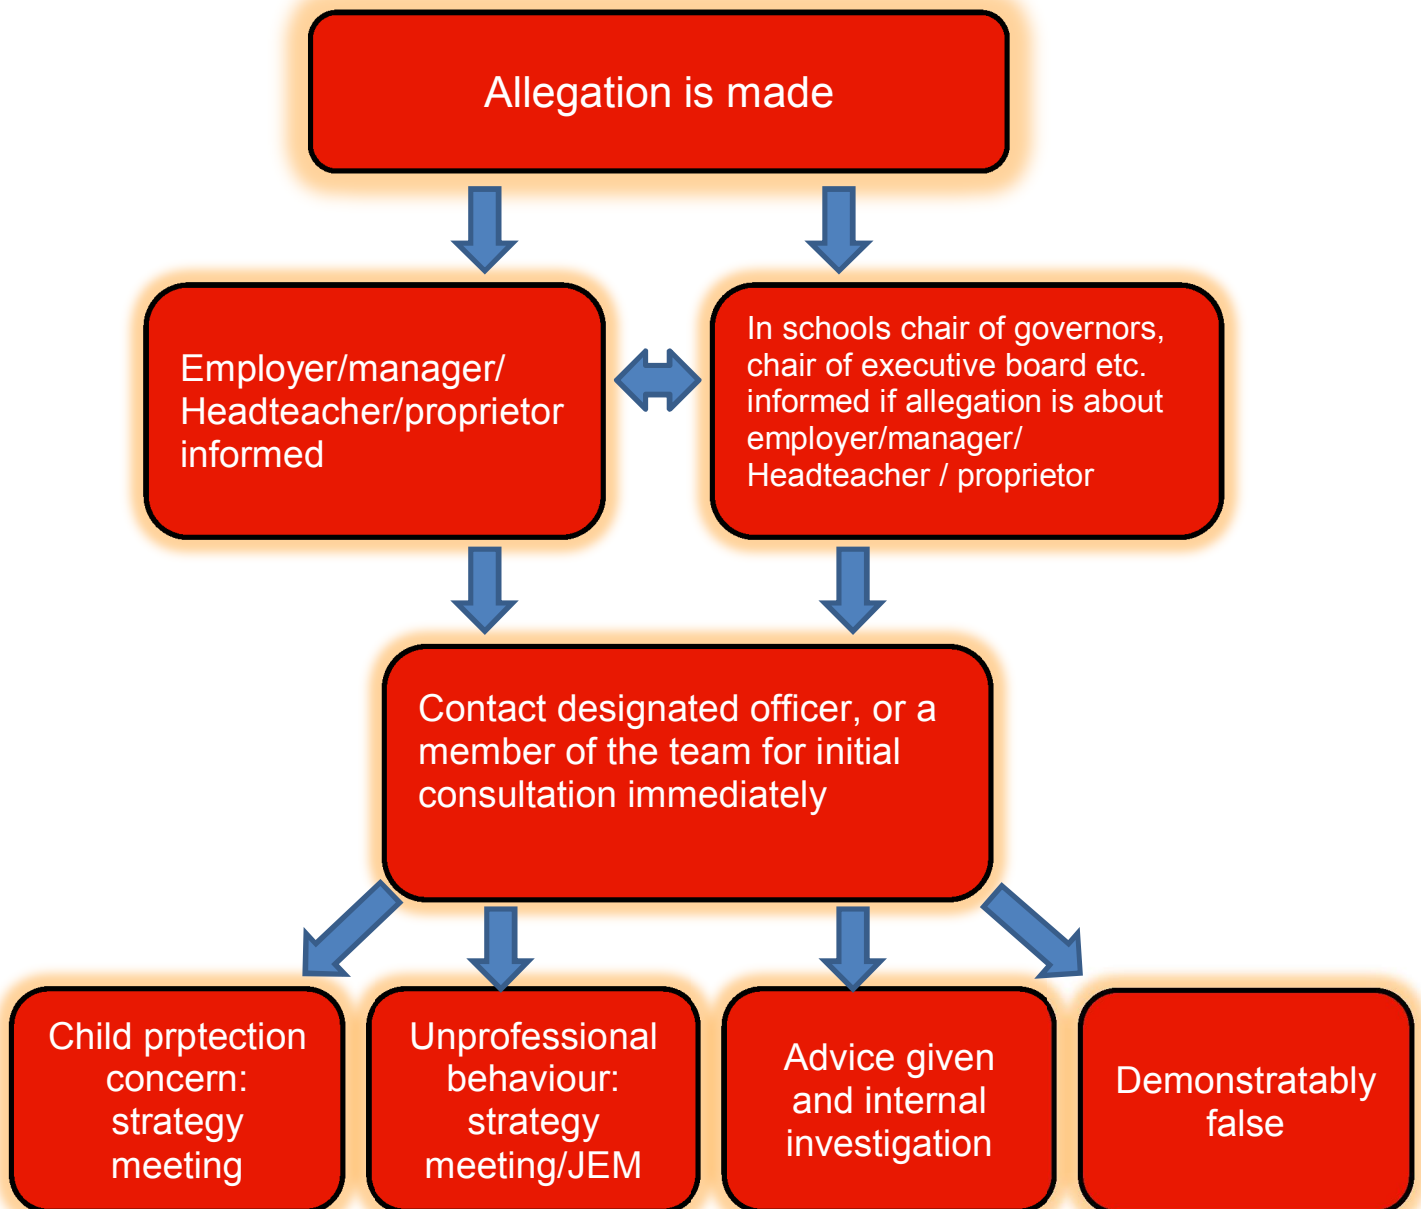 Allegation is made
Employer/manager/
Headteacher/proprietor
informed
In schools chair of governors,
chair of executive board etc.
informed if allegation is about
employer/manager/
Headteacher / proprietor
Contact designated officer, or a
member of the team for initial
consultation immediately
Child prptection
concern:
strategy
meeting
Unprofessional
behaviour:
strategy
meeting/JEM
Advice given
and internal
investigation
Demonstratably
false